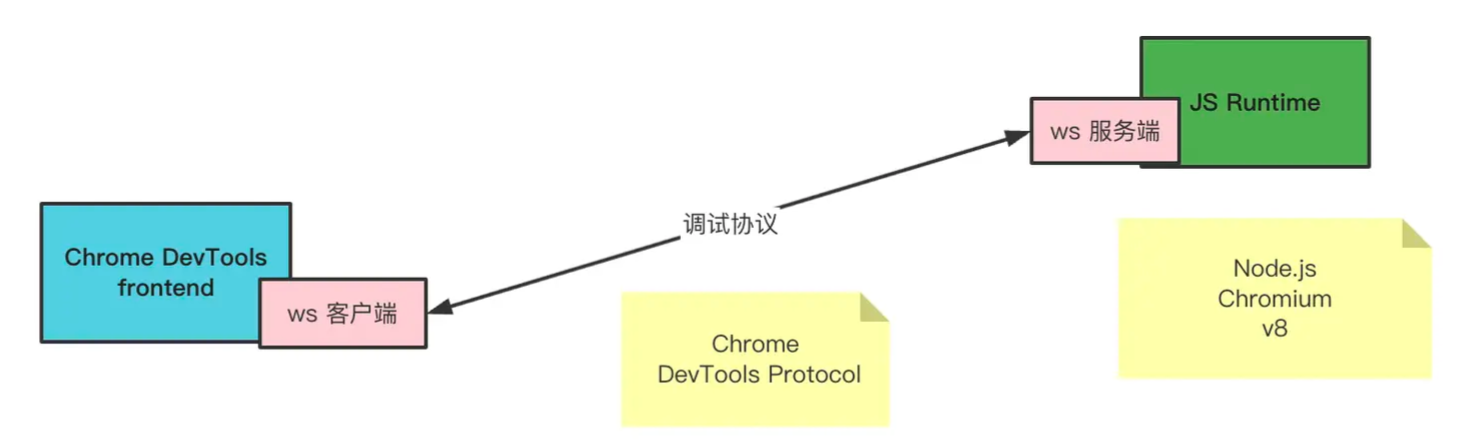 JS Runtime
ws 服务端
调试协议
Chrome DevTools
frontend
ws 客户端
Node.js
Chromium
v8
Chrome
DevTools Protocol